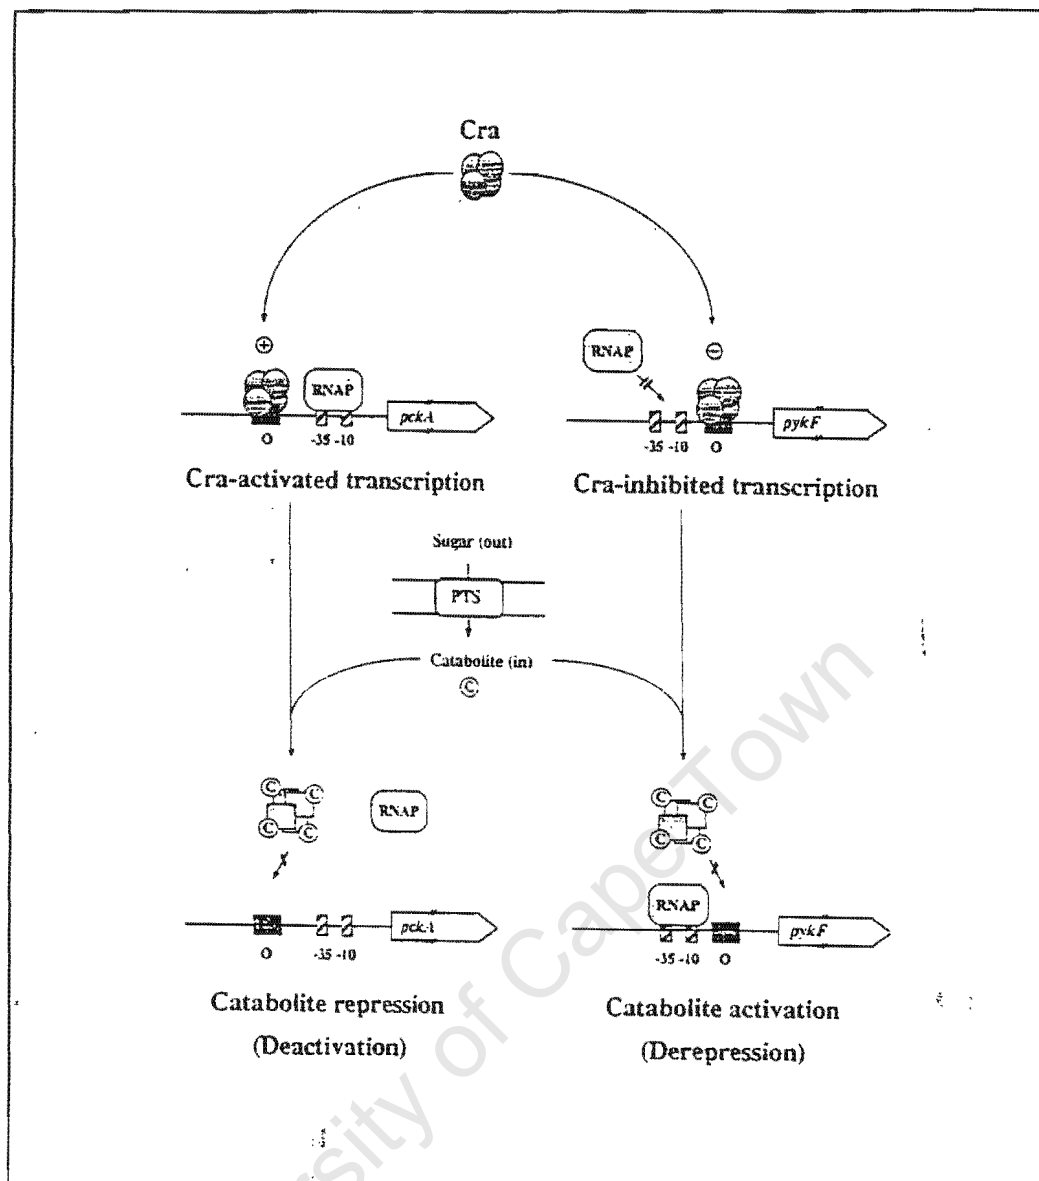 Cra
+
−
RNAP
RNAP
pckA
pykF
O
-35 -10
-35 -10
O
Cra-activated transcription
Cra-inhibited transcription
Sugar (out)
PTS
Catabolite (in)
C
C C
C C
RNAP
C C
C C
RNAP
pckA
pykF
O
-35 -10
-35 -10
O
Catabolite repression
(Deactivation)
Catabolite activation
(Derepression)
University of Cape Town